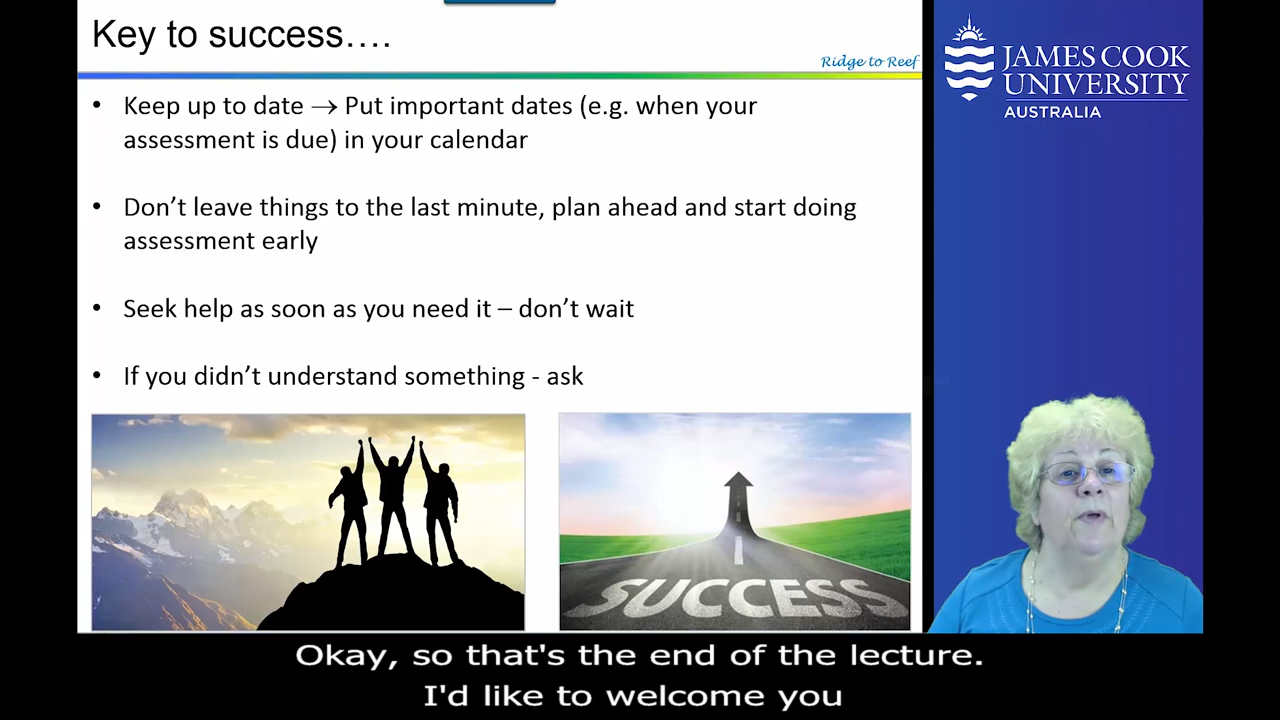 Key to success….
Ridge to Reef
• Keep up to date → Put important dates (e.g. when your
assessment is due) in your calendar
• Don’t leave things to the last minute, plan ahead and start doing
assessment early
• Seek help as soon as you need it – don’t wait
• If you didn’t understand something - ask
SUCCESS
JAMES COOK
UNIVERSITY
AUSTRALIA
Okay, so that's the end of the lecture.
I'd like to welcome you